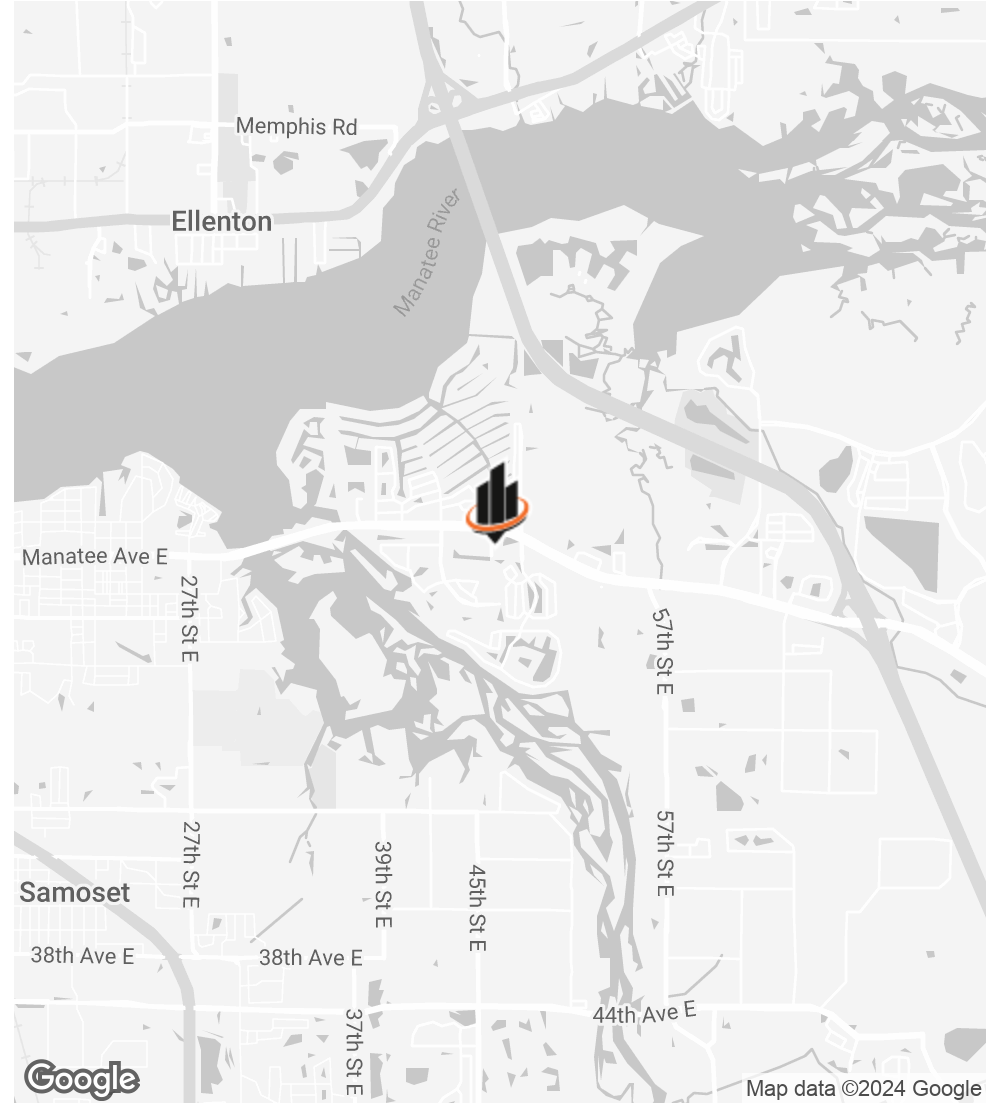 Memphis Rd
Ellenton
Manatee River
Manatee Ave E
27th St E
57th St E
27th St E
57th St E
39th St E
45th St E
Samoset
38th Ave E
38th Ave E
44th Ave E
37th St E
Google
Map data ©2024 Google